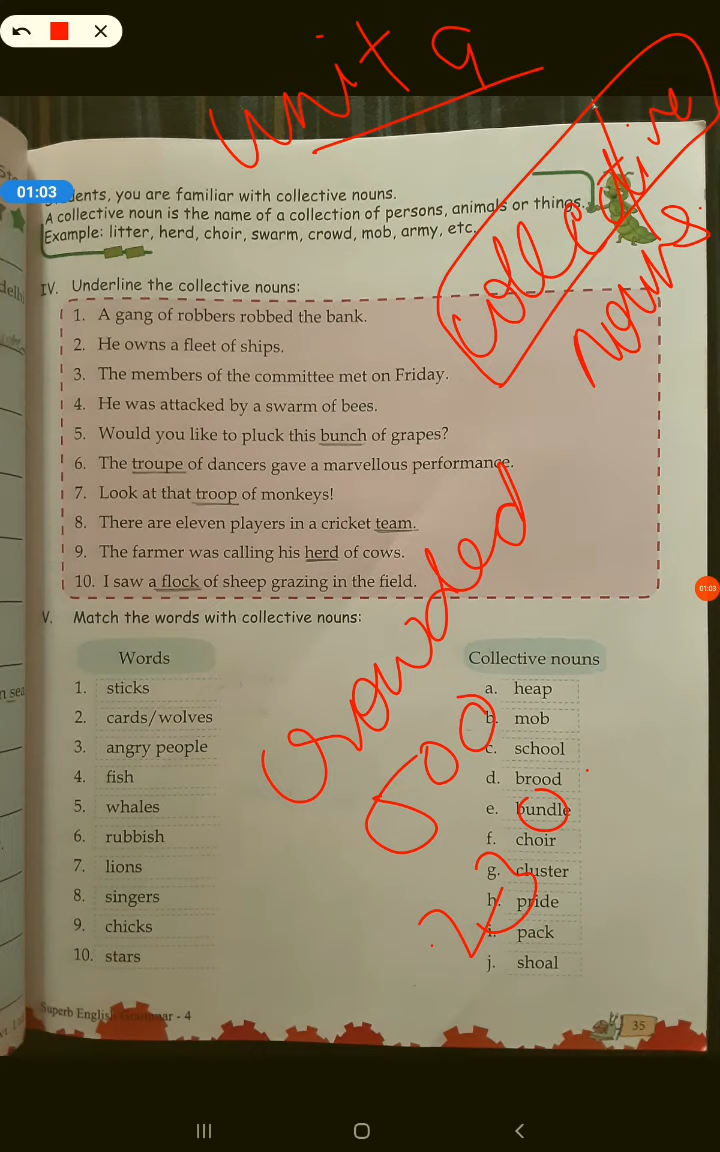 unit 9
01:03
dents, you are familiar with collective nouns.
A collective noun is the name of a collection of persons, animals or things.
Example: litter, herd, choir, swarm, crowd, mob, army, etc.
collective
nouns.
IV. Underline the collective nouns:
1. A gang of robbers robbed the bank.
2. He owns a fleet of ships.
3. The members of the committee met on Friday.
4. He was attacked by a swarm of bees.
5. Would you like to pluck this bunch of grapes?
6. The troupe of dancers gave a marvellous performance.
7. Look at that troop of monkeys!
8. There are eleven players in a cricket team.
9. The farmer was calling his herd of cows.
10. I saw a flock of sheep grazing in the field.
01:03
crowded
500
23
V. Match the words with collective nouns:
Words Collective nouns
1. sticks a. heap
2. cards/wolves b. mob
3. angry people c. school
4. fish d. brood
5. whales e. bundle
6. rubbish f. choir
7. lions g. cluster
8. singers h. pride
9. chicks i. pack
10. stars j. shoal
Superb English Grammar - 4
35